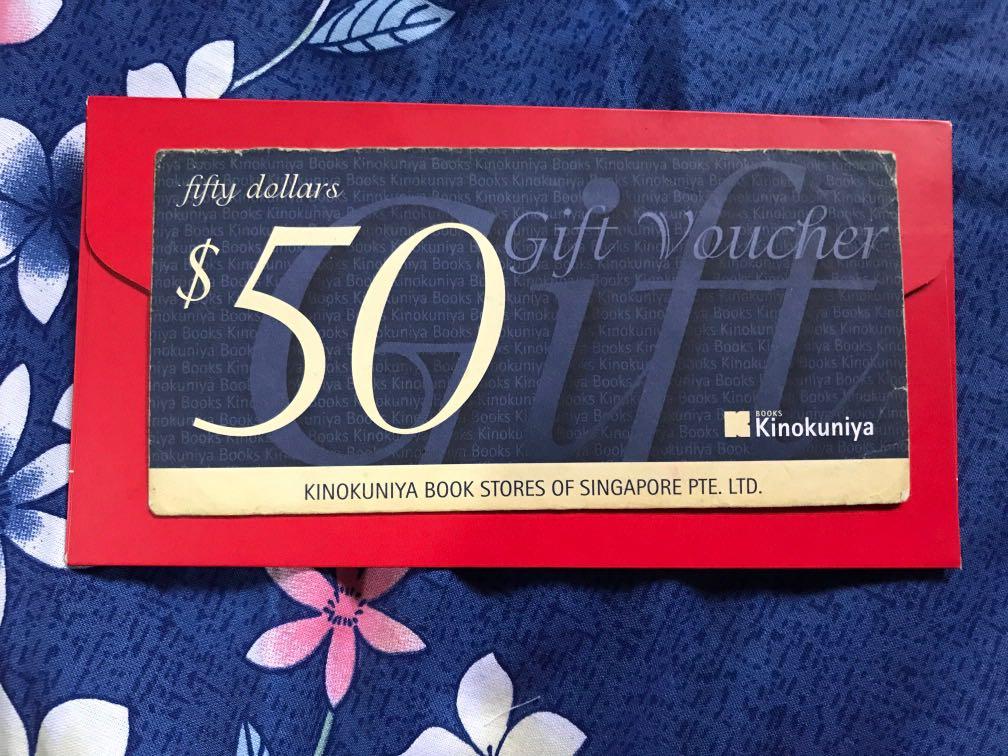 fifty dollars
$50
Gift Voucher
Gift
BOOKS
Kinokuniya
KINOKUNIYA BOOK STORES OF SINGAPORE PTE. LTD.